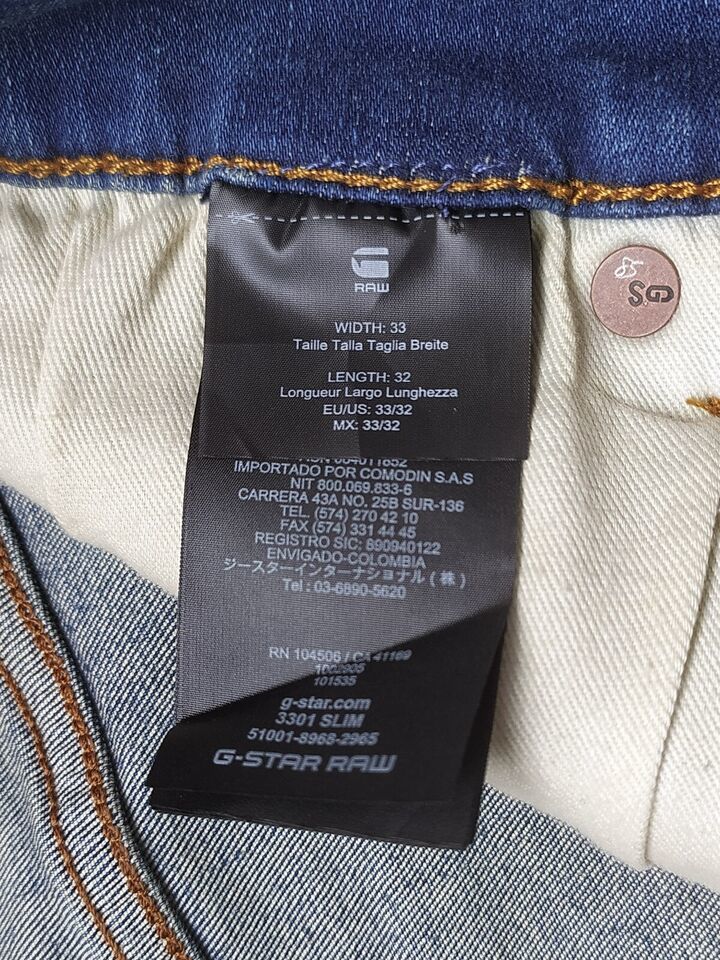 RAW
WIDTH: 33
Taille Talla Taglia Breite
LENGTH: 32
Longueur Largo Lunghezza
EU/US: 33/32
MX: 33/32
IMPORTADO POR COMODIN S.A.S
NIT 800.069.833-6
CARRERA 43A NO. 25B SUR-136
TEL. (574) 270 42 10
FAX (574) 331 44 45
REGISTRO SIC: 890940122
ENVIGADO-COLOMBIA
ジースターインターナショナル(株)
Tel : 03-6890-5620
RN 104506 / CA 41189
101535
g-star.com
3301 SLIM
51001-8968-2965
G-STAR RAW